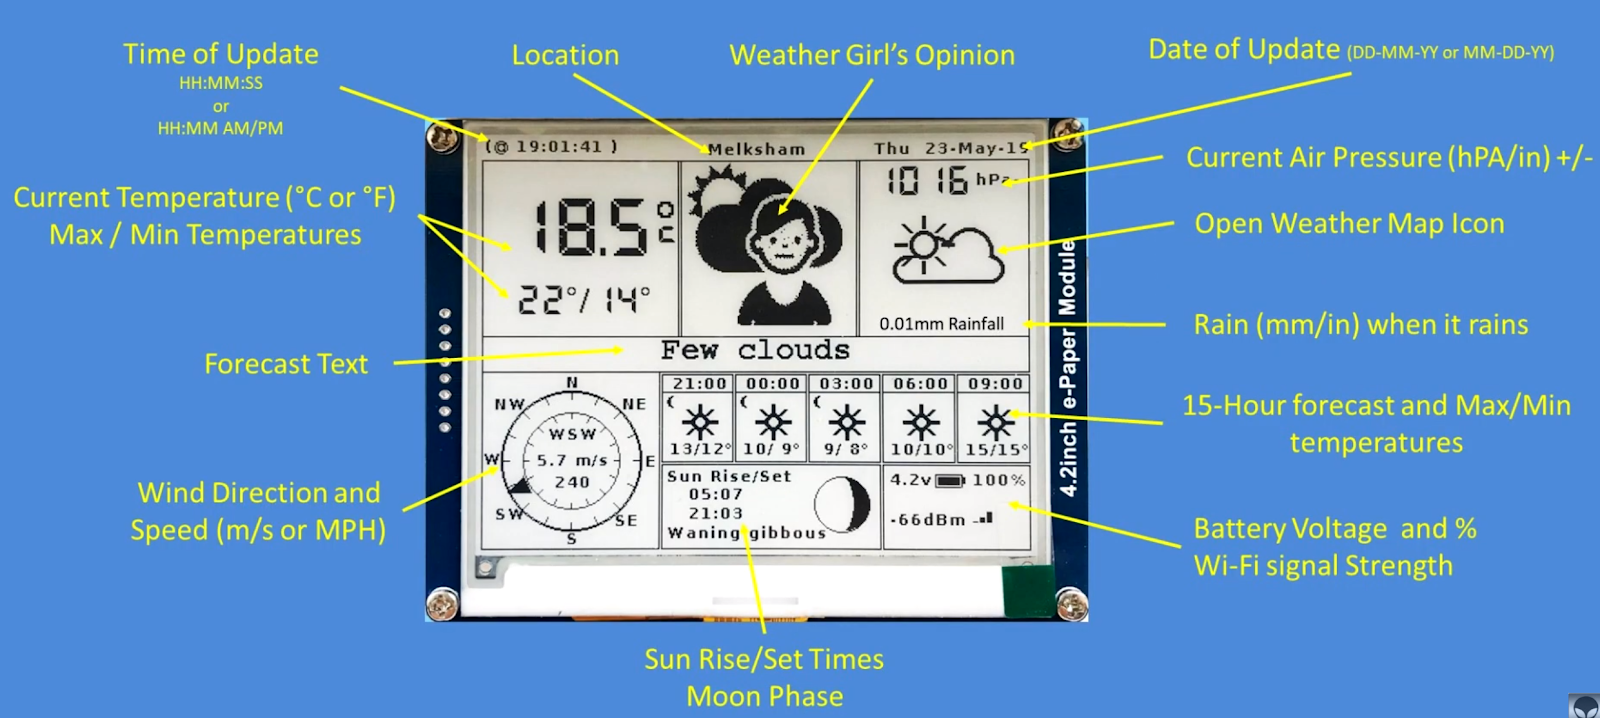 Time of Update
HH:MM:SS
or
HH:MM AM/PM
Location
Weather Girl's Opinion
Date of Update (DD-MM-YY or MM-DD-YY)
(@ 19:01:41 )
Melksham
Thu 23-May-19
Current Air Pressure (hPA/in) +/-
1016 hPa
Current Temperature (°C or °F)
Max / Min Temperatures
18.5°C
22°/14°
Open Weather Map Icon
0.01mm Rainfall
Rain (mm/in) when it rains
Forecast Text
Few clouds
4.2inch e-Paper Module
21:00 00:00 03:00 06:00 09:00
13/12° 10/ 9° 9/ 8° 10/10° 15/15°
15-Hour forecast and Max/Min
temperatures
N
NW NE
WSW
W 5.7 m/s E
240
SW SE
S
Wind Direction and
Speed (m/s or MPH)
Sun Rise/Set
05:07
21:03
Waning gibbous
4.2v 100%
-66dBm
Battery Voltage and %
Wi-Fi signal Strength
Sun Rise/Set Times
Moon Phase